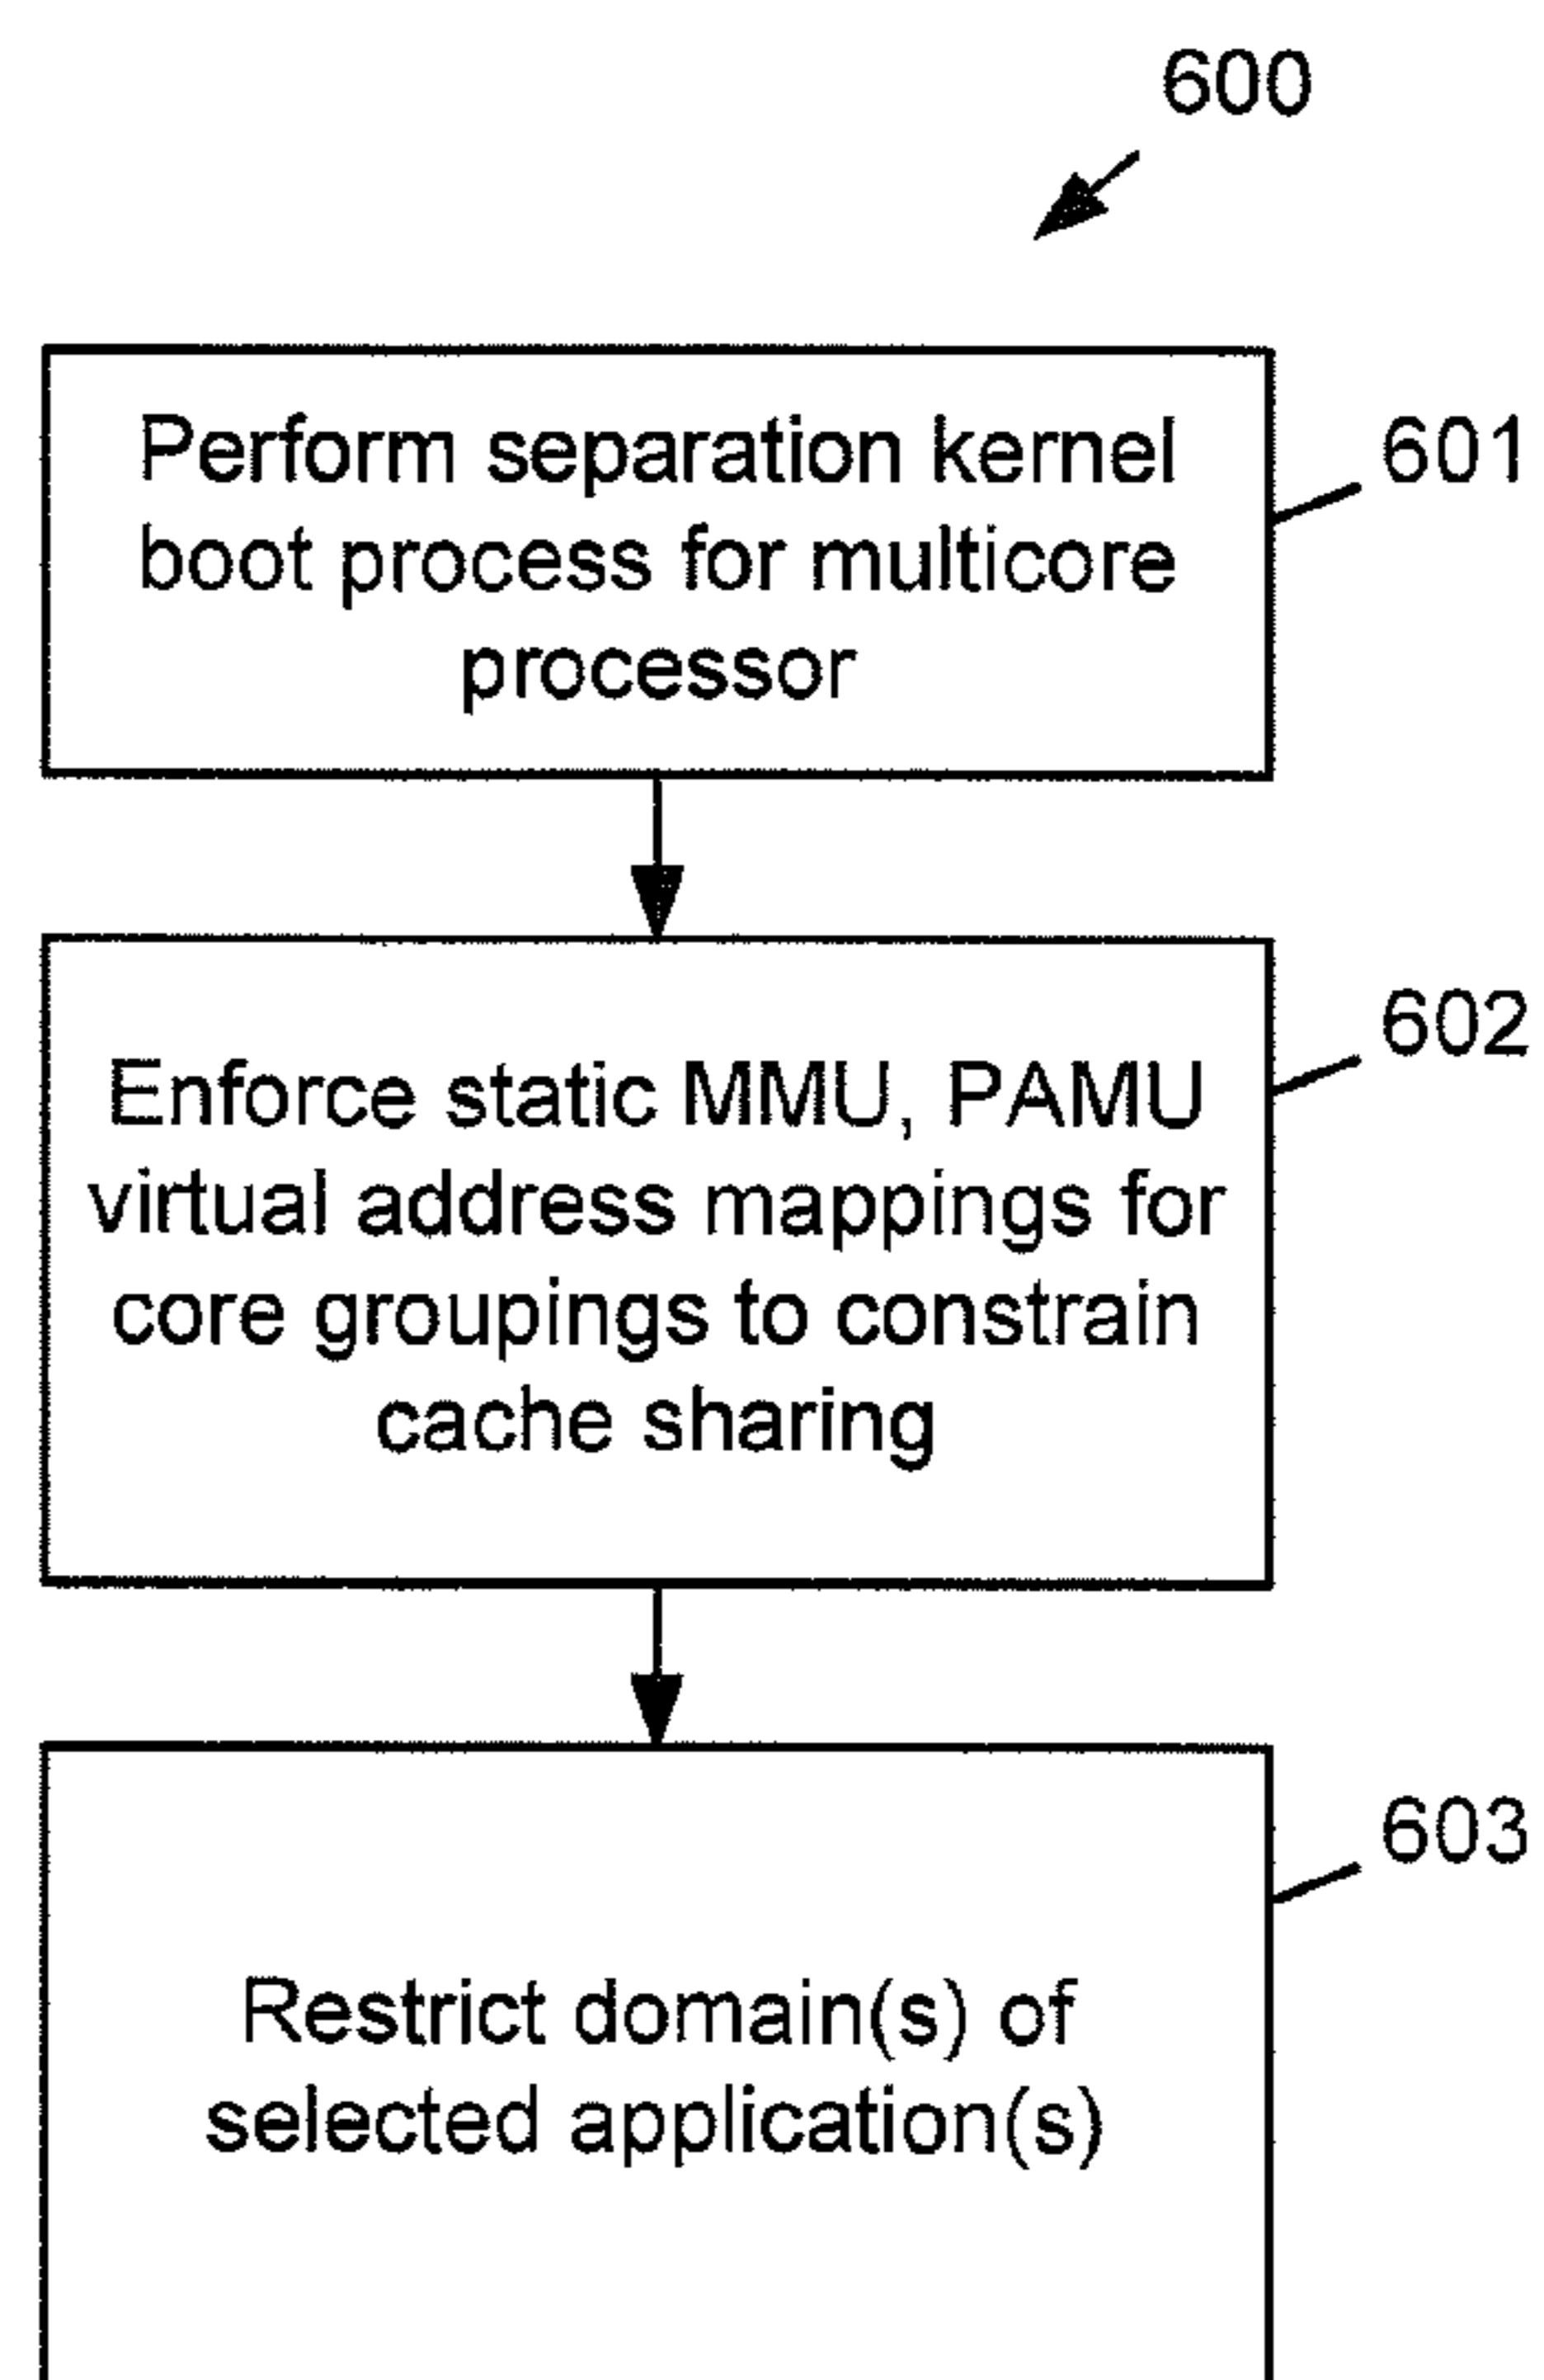 600
Perform separation kernel
boot process for multicore
processor
601
Enforce static MMU, PAMU
virtual address mappings for
core groupings to constrain
cache sharing
602
Restrict domain(s) of
selected application(s)
603